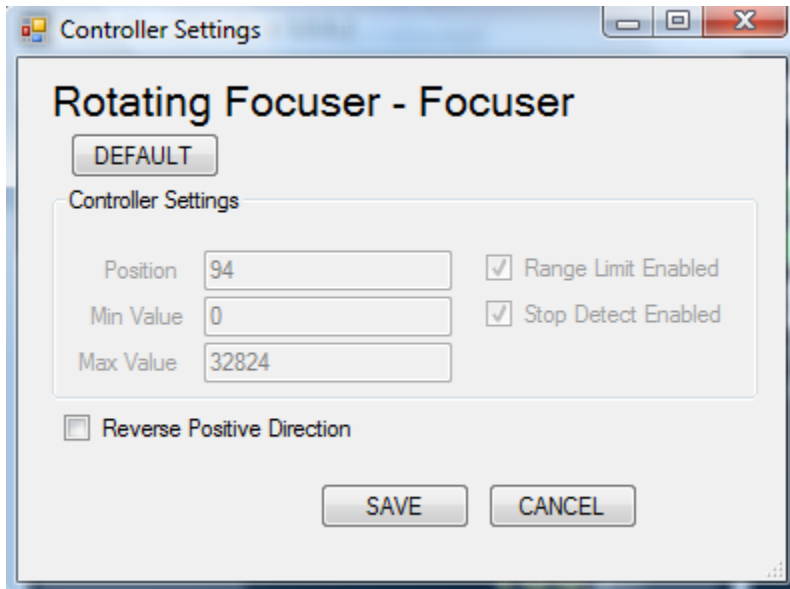 Controller Settings
Rotating Focuser - Focuser
DEFAULT
Controller Settings
Position 94 Range Limit Enabled
Min Value 0 Stop Detect Enabled
Max Value 32824
Reverse Positive Direction
SAVE CANCEL